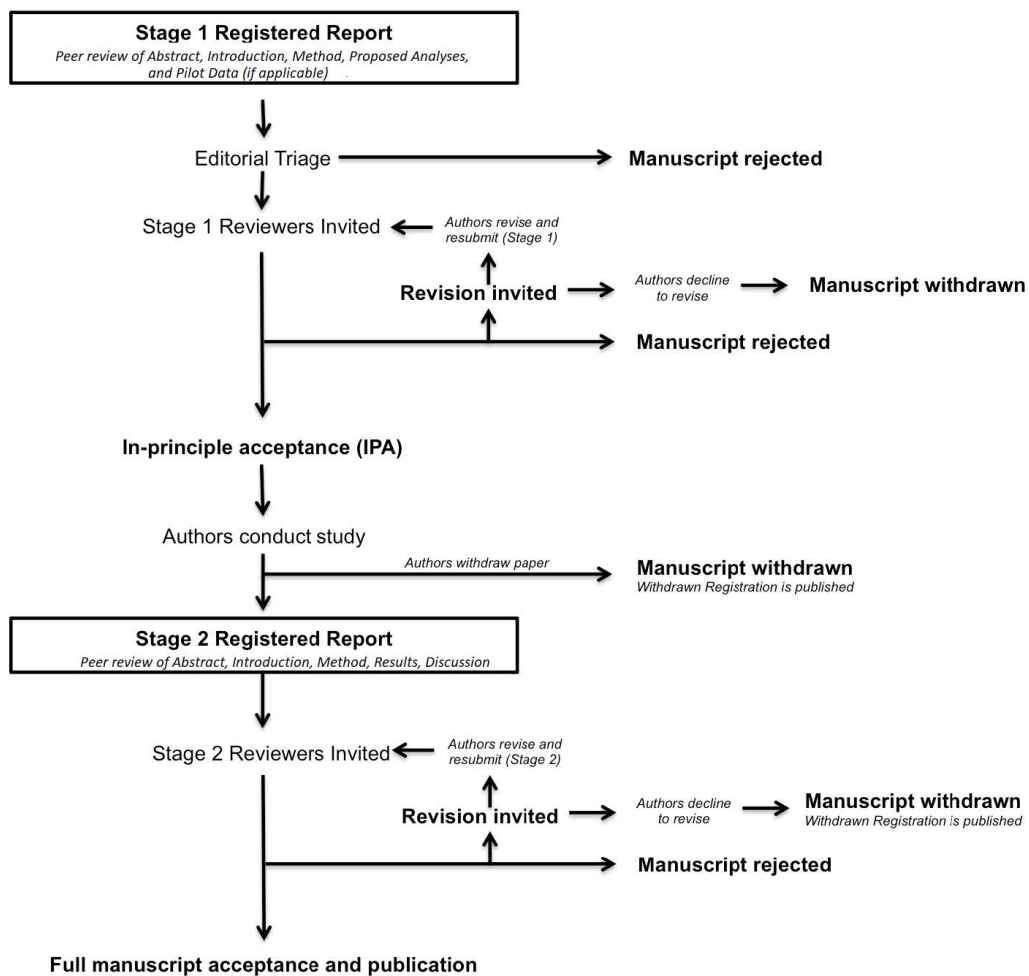 Stage 1 Registered Report
Peer review of Abstract, Introduction, Method, Proposed Analyses,
and Pilot Data (if applicable)
Editorial Triage
Manuscript rejected
Stage 1 Reviewers Invited
Authors revise and
resubmit (Stage 1)
Revision invited
Authors decline
to revise
Manuscript withdrawn
Manuscript rejected
In-principle acceptance (IPA)
Authors conduct study
Authors withdraw paper
Manuscript withdrawn
Withdrawn Registration is published
Stage 2 Registered Report
Peer review of Abstract, Introduction, Method, Results, Discussion
Stage 2 Reviewers Invited
Authors revise and
resubmit (Stage 2)
Revision invited
Authors decline
to revise
Manuscript withdrawn
Withdrawn Registration is published
Manuscript rejected
Full manuscript acceptance and publication